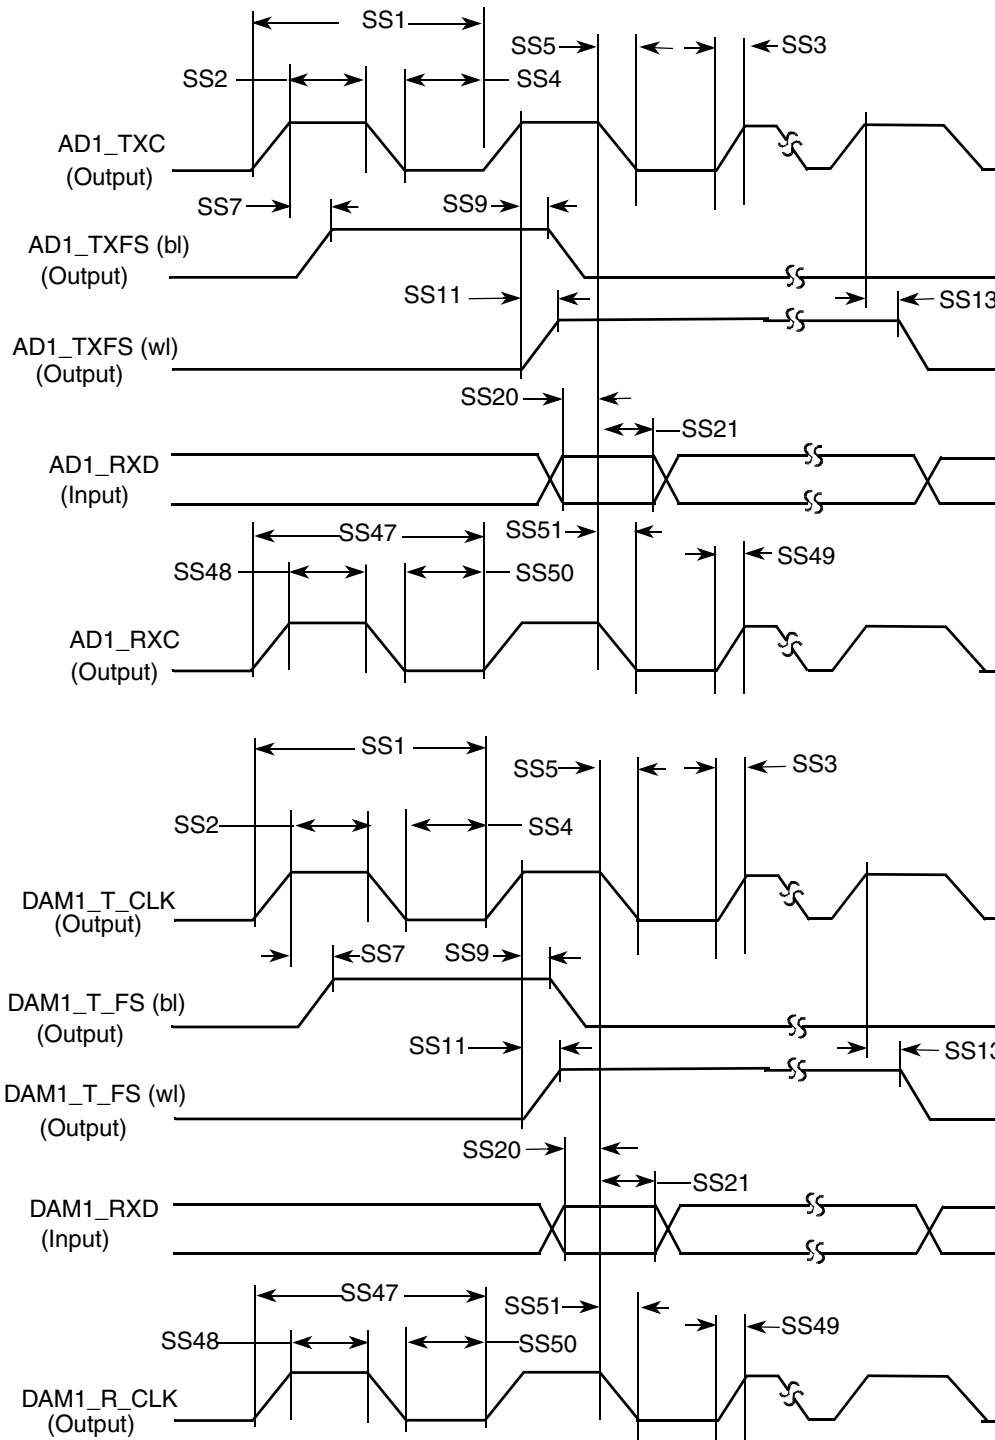 SS1
SS5
SS3
SS2
SS4
AD1_TXC
(Output)
SS7
SS9
AD1_TXFS (bl)
(Output)
SS11
SS13
AD1_TXFS (wl)
(Output)
SS20
SS21
AD1_RXD
(Input)
SS47
SS51
SS49
SS48
SS50
AD1_RXC
(Output)
SS1
SS5
SS3
SS2
SS4
DAM1_T_CLK
(Output)
SS7
SS9
DAM1_T_FS (bl)
(Output)
SS11
SS13
DAM1_T_FS (wl)
(Output)
SS20
SS21
DAM1_RXD
(Input)
SS47
SS51
SS49
SS48
SS50
DAM1_R_CLK
(Output)